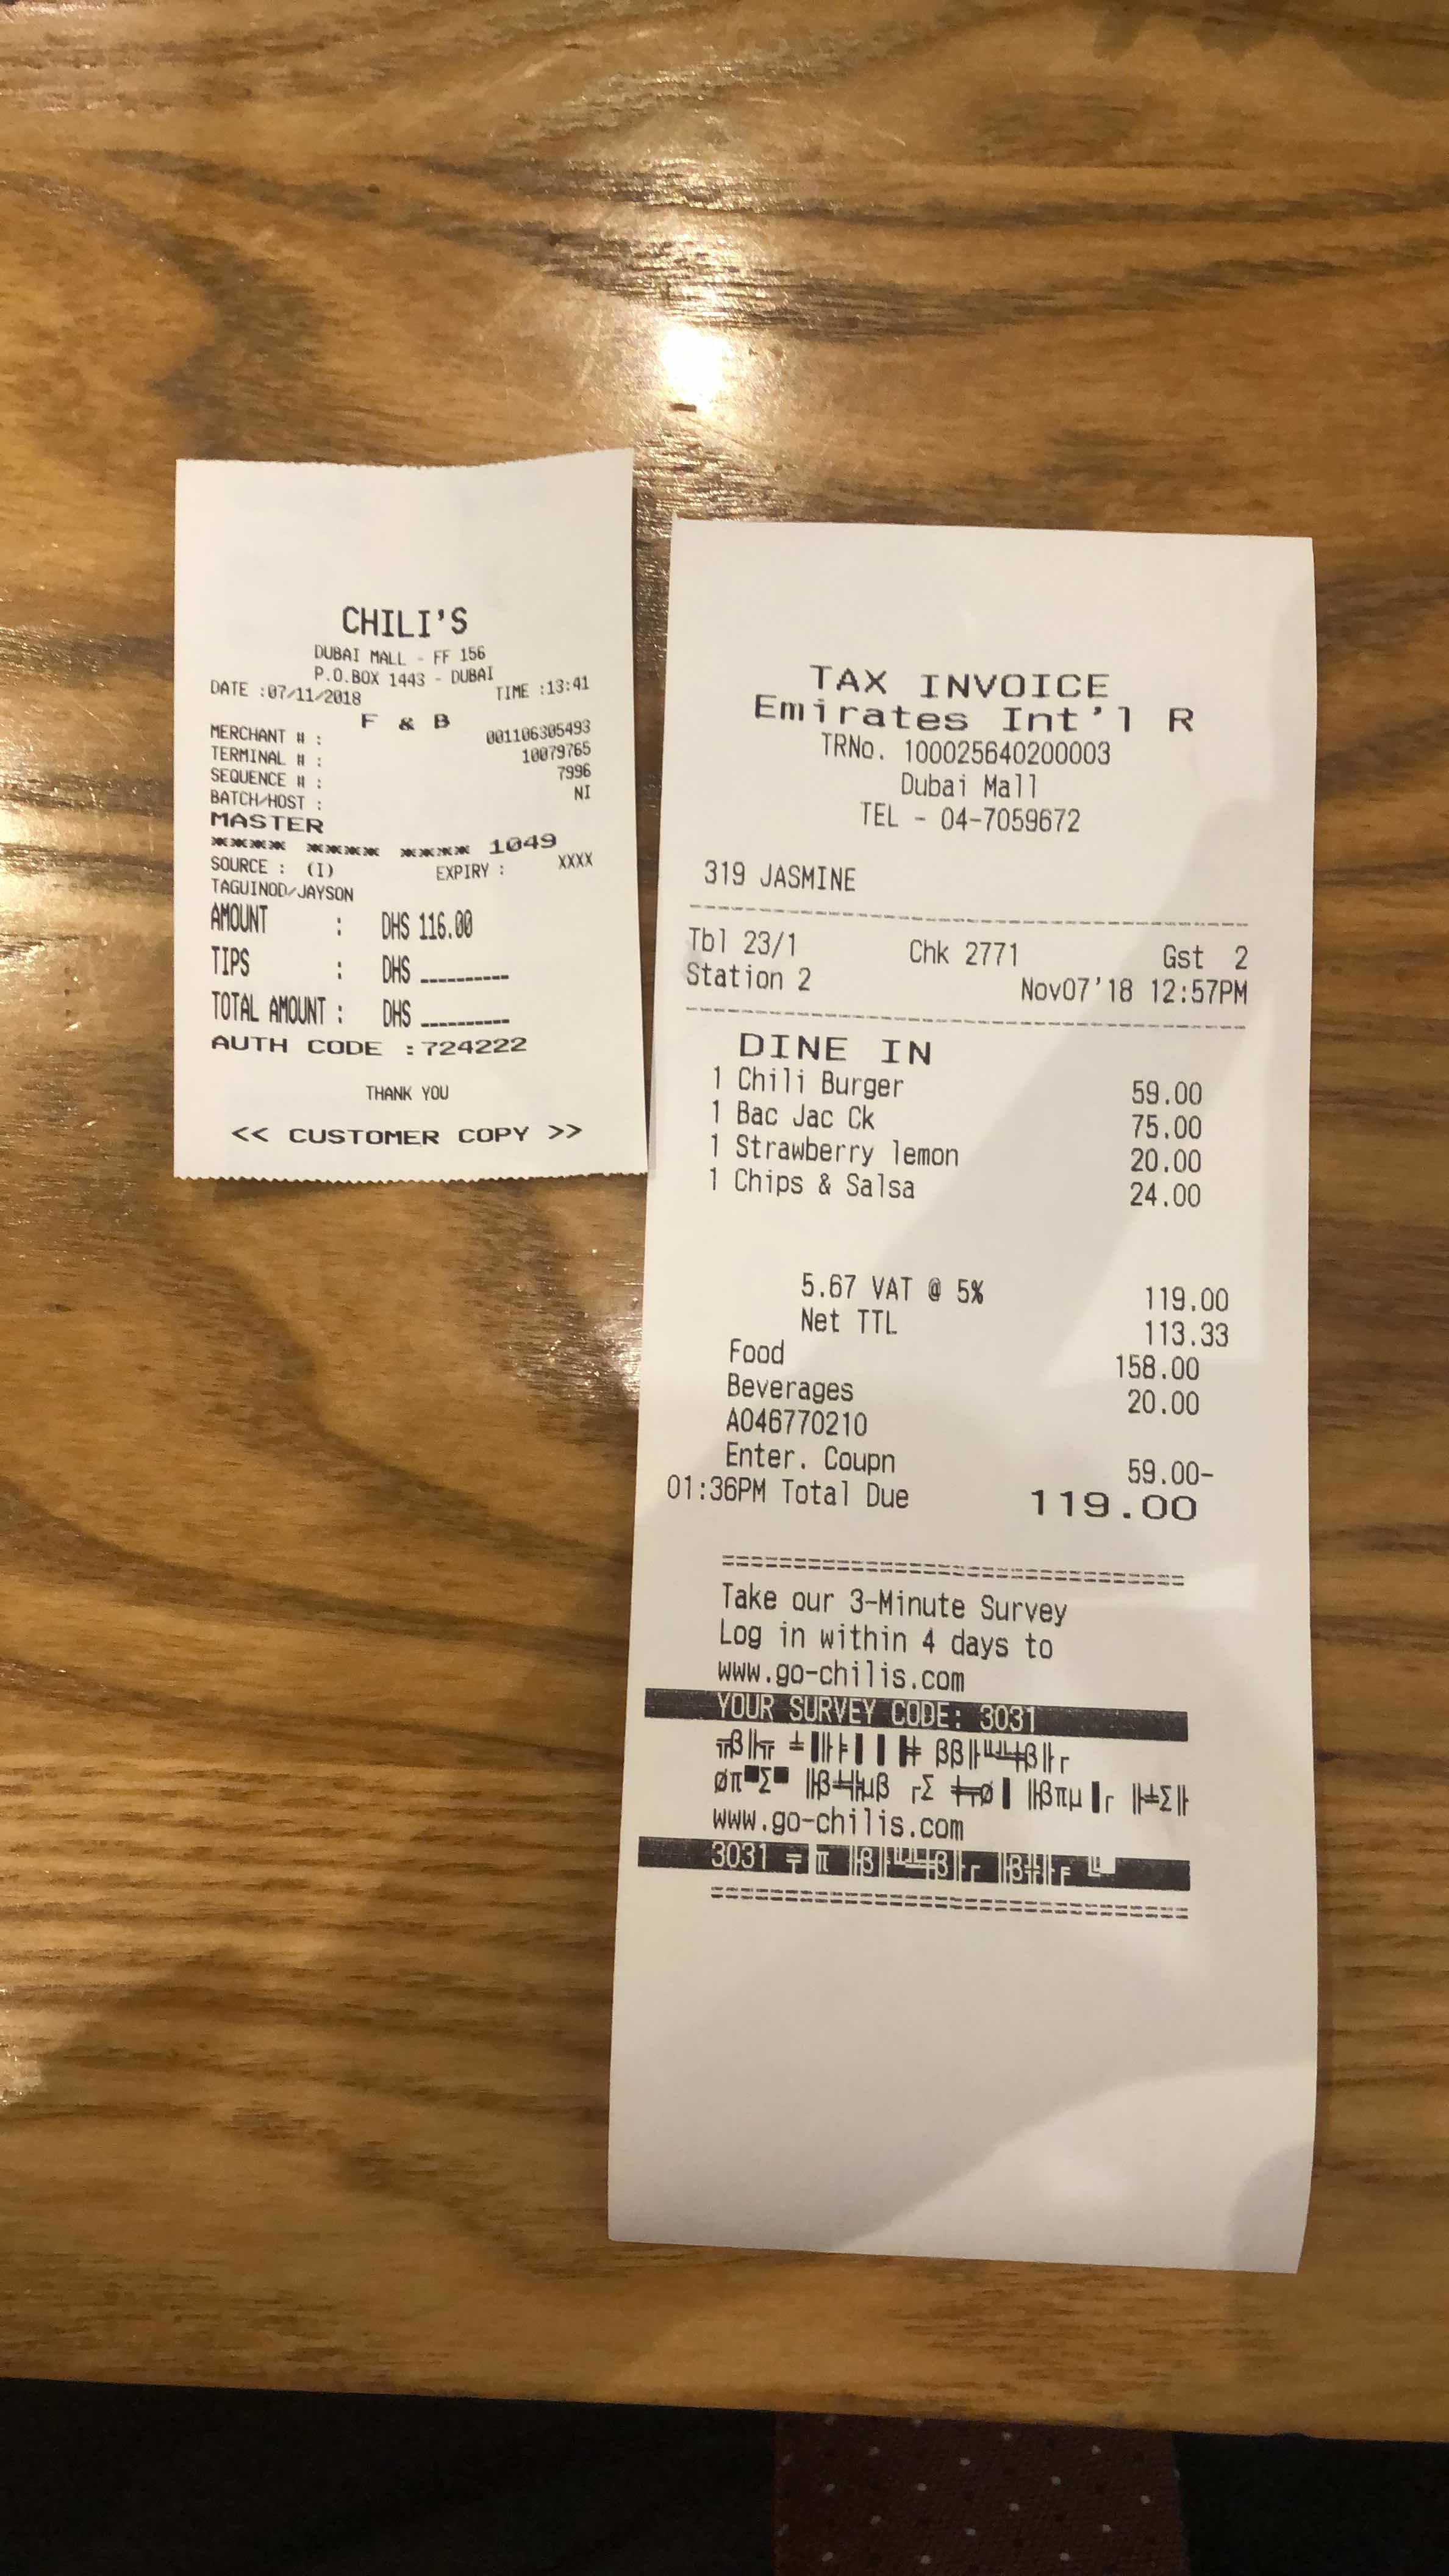 CHILI'S
DUBAI MALL - FF 156
P.O.BOX 1443 - DUBAI
DATE :07/11/2018 TIME :13:41
F & B
MERCHANT # : 001106305493
TERMINAL # : 10079765
SEQUENCE # : 7996
BATCH/HOST : NI
MASTER
**** **** **** 1049
SOURCE : (I) EXPIRY : XXXX
TAGUINOD/JAYSON
AMOUNT : DHS 116.00
TIPS : DHS __________
TOTAL AMOUNT : DHS __________
AUTH CODE :724222
THANK YOU
<< CUSTOMER COPY >>
TAX INVOICE
Emirates Int'l R
TRNo. 100025640200003
Dubai Mall
TEL - 04-7059672
319 JASMINE
Tbl 23/1 Chk 2771 Gst 2
Station 2 Nov07'18 12:57PM
DINE IN
1 Chili Burger 59.00
1 Bac Jac Ck 75.00
1 Strawberry lemon 20.00
1 Chips & Salsa 24.00
5.67 VAT @ 5% 119.00
Net TTL 113.33
Food 158.00
Beverages 20.00
A046770210
Enter. Coupn 59.00-
01:36PM Total Due 119.00
Take our 3-Minute Survey
Log in within 4 days to
www.go-chilis.com
YOUR SURVEY CODE: 3031
www.go-chilis.com
3031